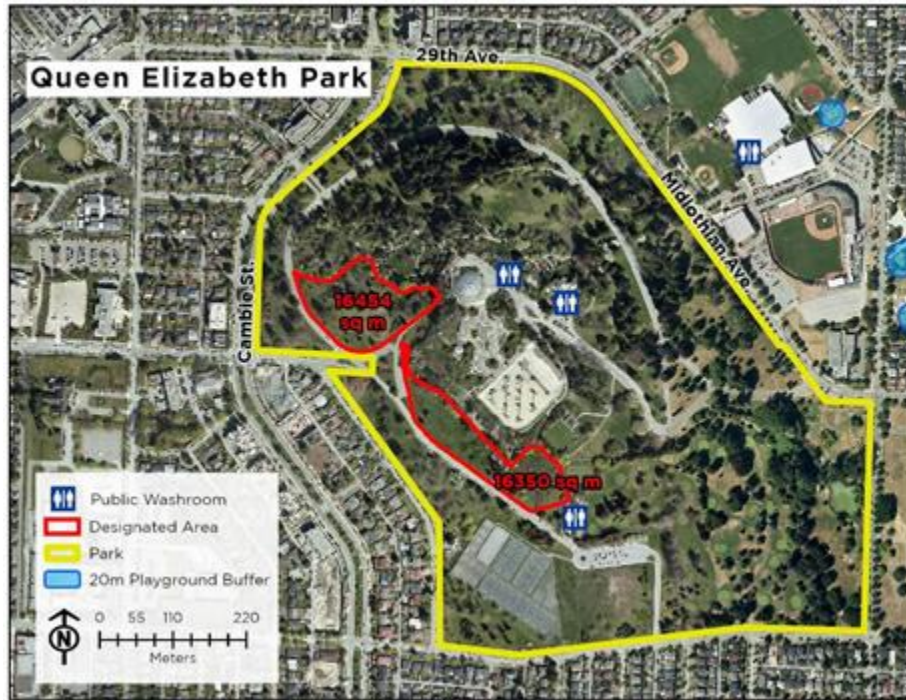 29th Ave.
Queen Elizabeth Park
Midlothian Ave.
Cambie St.
16454
sq m
16350 sq m
Public Washroom
Designated Area
Park
20m Playground Buffer
N
0 55 110 220
Meters